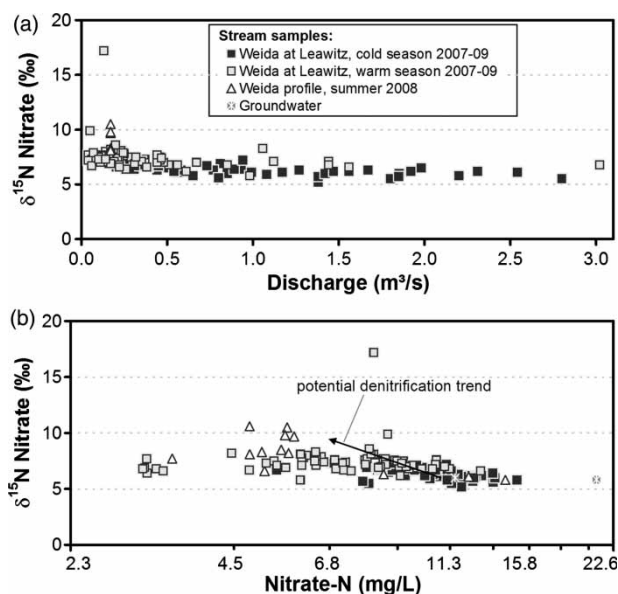 (a)
20
15
10
5
0
δ¹⁵N Nitrate (‰)
Stream samples:
Weida at Leawitz, cold season 2007-09
Weida at Leawitz, warm season 2007-09
Weida profile, summer 2008
Groundwater
0.0 0.5 1.0 1.5 2.0 2.5 3.0
Discharge (m³/s)
(b)
20
15
10
5
0
δ¹⁵N Nitrate (‰)
potential denitrification trend
2.3 4.5 6.8 11.3 15.8 22.6
Nitrate-N (mg/L)